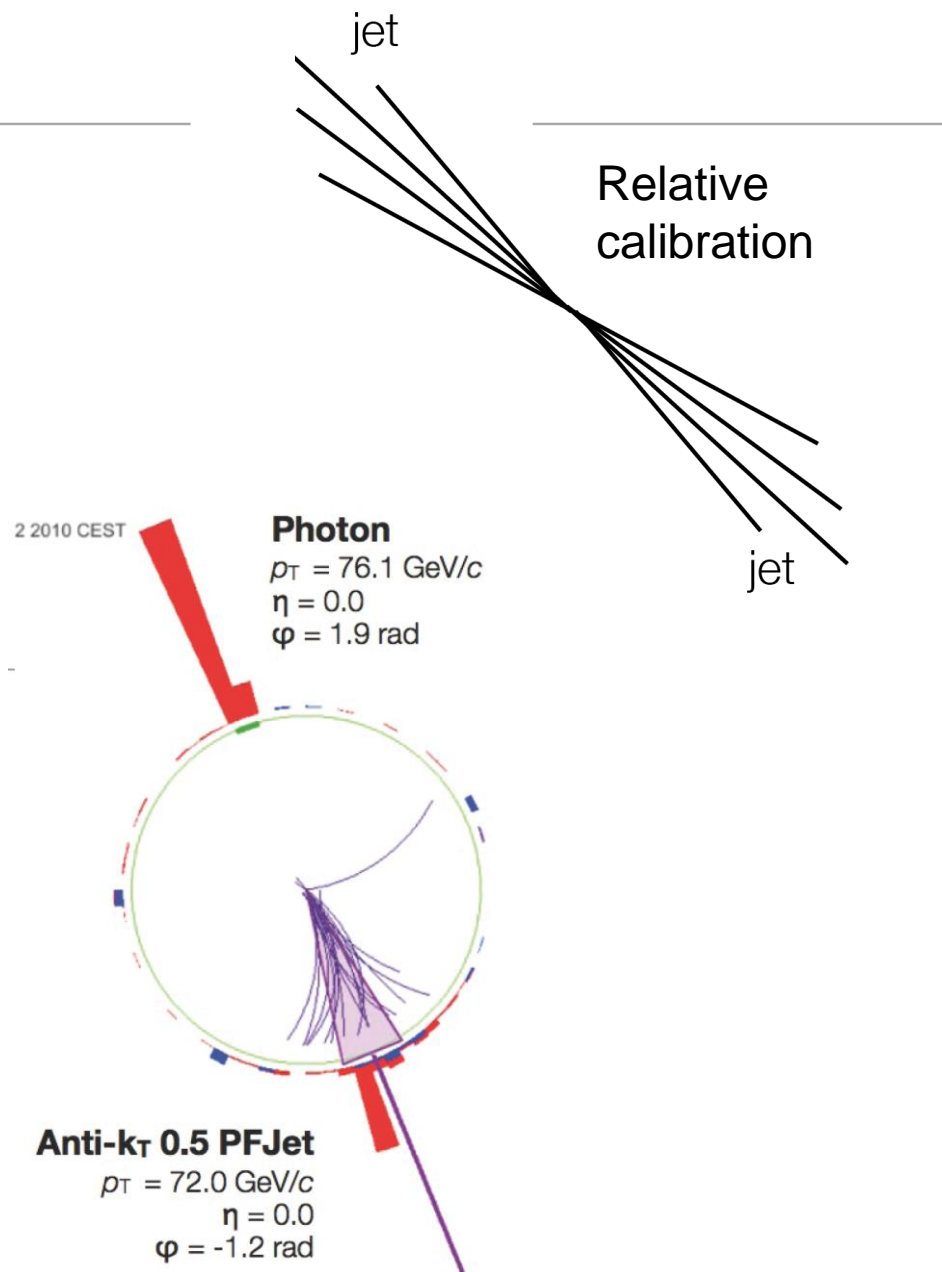 jet
Relative
calibration
jet
2 2010 CEST
Photon
pT = 76.1 GeV/c
η = 0.0
φ = 1.9 rad
Anti-kT 0.5 PFJet
pT = 72.0 GeV/c
η = 0.0
φ = -1.2 rad